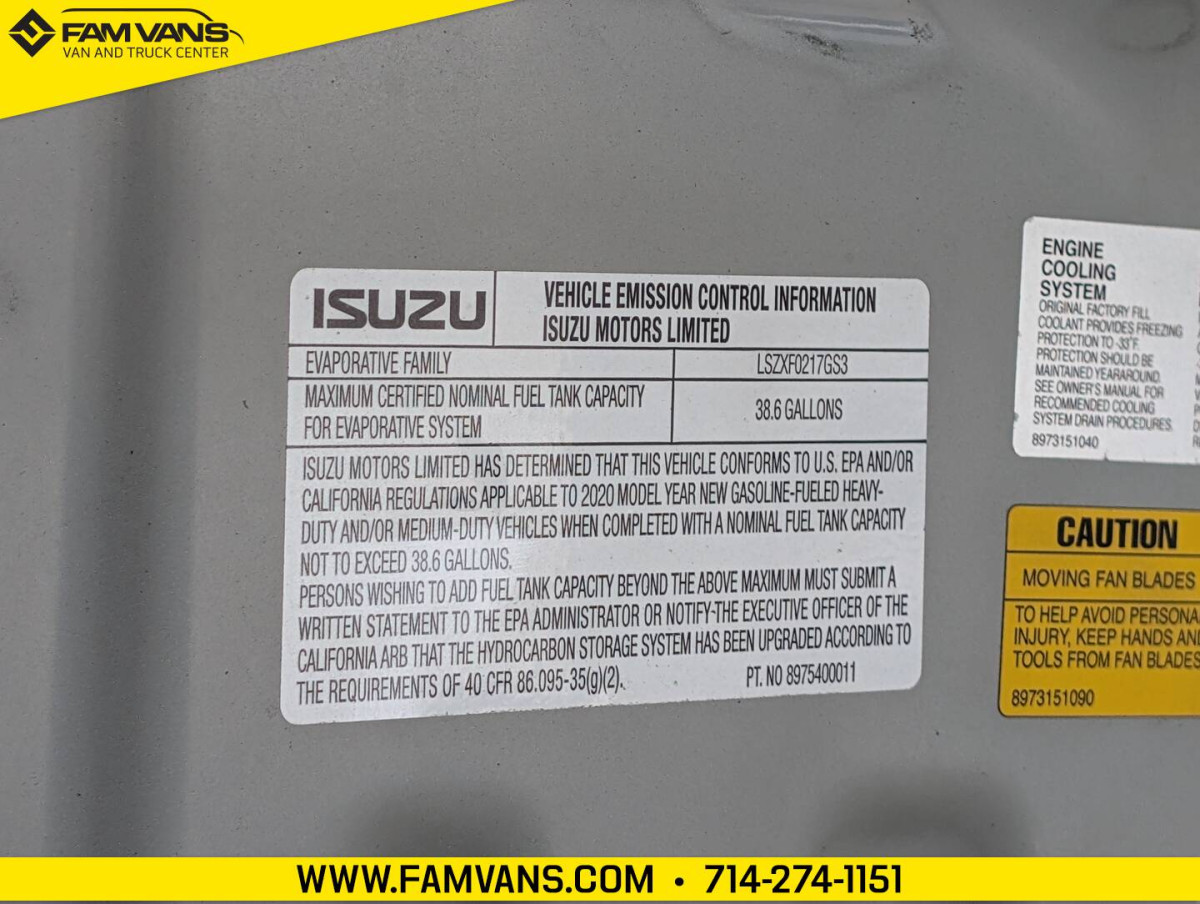 FAM VANS
VAN AND TRUCK CENTER
ISUZU
VEHICLE EMISSION CONTROL INFORMATION
ISUZU MOTORS LIMITED
EVAPORATIVE FAMILY
LSZXF0217GS3
MAXIMUM CERTIFIED NOMINAL FUEL TANK CAPACITY
FOR EVAPORATIVE SYSTEM
38.6 GALLONS
ISUZU MOTORS LIMITED HAS DETERMINED THAT THIS VEHICLE CONFORMS TO U.S. EPA AND/OR
CALIFORNIA REGULATIONS APPLICABLE TO 2020 MODEL YEAR NEW GASOLINE-FUELED HEAVY-
DUTY AND/OR MEDIUM-DUTY VEHICLES WHEN COMPLETED WITH A NOMINAL FUEL TANK CAPACITY
NOT TO EXCEED 38.6 GALLONS.
PERSONS WISHING TO ADD FUEL TANK CAPACITY BEYOND THE ABOVE MAXIMUM MUST SUBMIT A
WRITTEN STATEMENT TO THE EPA ADMINISTRATOR OR NOTIFY-THE EXECUTIVE OFFICER OF THE
CALIFORNIA ARB THAT THE HYDROCARBON STORAGE SYSTEM HAS BEEN UPGRADED ACCORDING TO
THE REQUIREMENTS OF 40 CFR 86.095-35(g)(2).
PT. NO 8975400011
ENGINE
COOLING
SYSTEM
ORIGINAL FACTORY FILL
COOLANT PROVIDES FREEZING
PROTECTION TO -33°F.
PROTECTION SHOULD BE
MAINTAINED YEARAROUND.
SEE OWNER'S MANUAL FOR
RECOMMENDED COOLING
SYSTEM DRAIN PROCEDURES.
8973151040
CAUTION
MOVING FAN BLADES
TO HELP AVOID PERSONA
INJURY, KEEP HANDS AN
TOOLS FROM FAN BLADES
8973151090
WWW.FAMVANS.COM • 714-274-1151